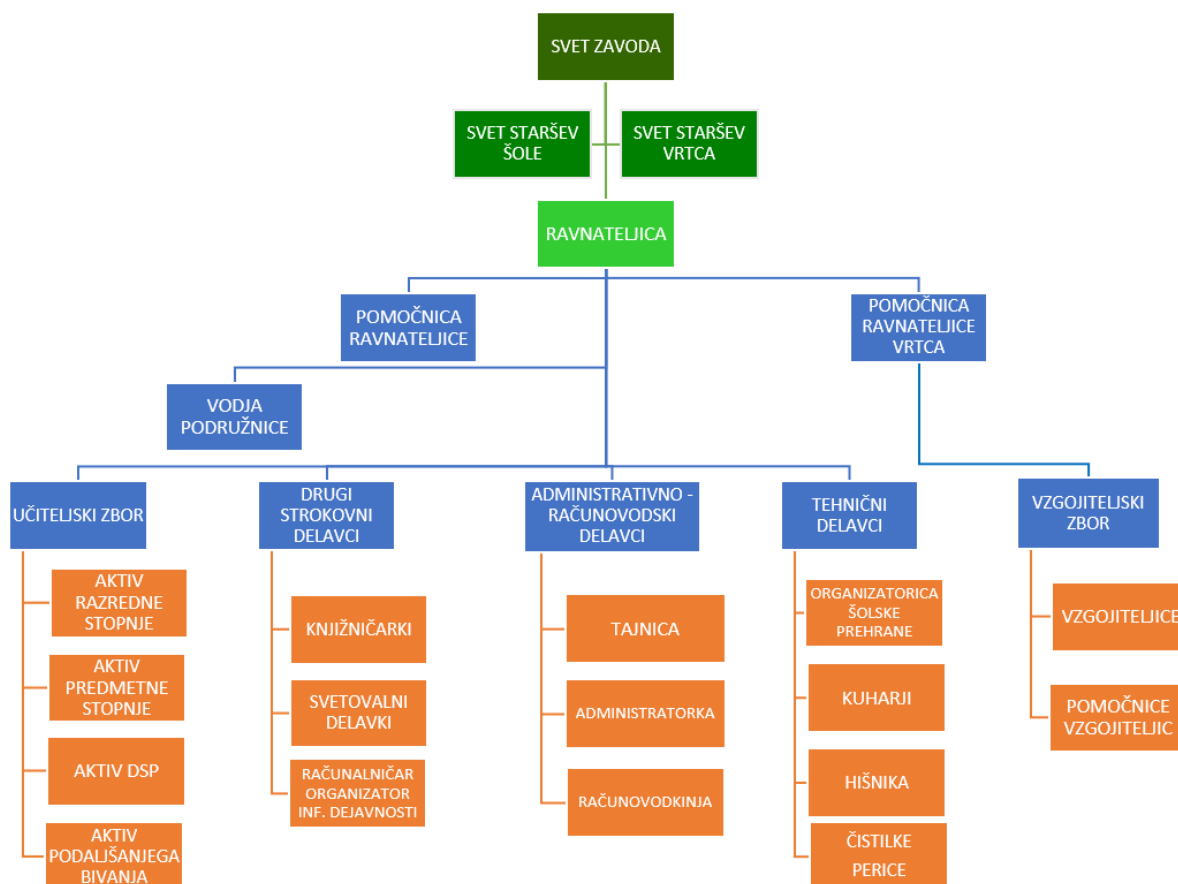 SVET ZAVODA
SVET STARŠEV
ŠOLE
SVET STARŠEV
VRTCA
RAVNATELJICA
POMOČNICA
RAVNATELJICE
POMOČNICA
RAVNATELJICE
VRTCA
VODJA
PODRUŽNICE
UČITELJSKI ZBOR
AKTIV
RAZREDNE
STOPNJE
AKTIV
PREDMETNE
STOPNJE
AKTIV DSP
AKTIV
PODALJŠANJEGA
BIVANJA
DRUGI
STROKOVNI
DELAVCI
KNJIŽNIČARKI
SVETOVALNI
DELAVKI
RAČUNALNIČAR
ORGANIZATOR
INF. DEJAVNOSTI
ADMINISTRATIVNO -
RAČUNOVODSKI
DELAVCI
TAJNICA
ADMINISTRATORKA
RAČUNOVODKINJA
TEHNIČNI
DELAVCI
ORGANIZATORICA
ŠOLSKE
PREHRANE
KUHARJI
HIŠNIKA
ČISTILKE
PERICE
VZGOJITELJSKI
ZBOR
VZGOJITELJICE
POMOČNICE
VZGOJITELJIC